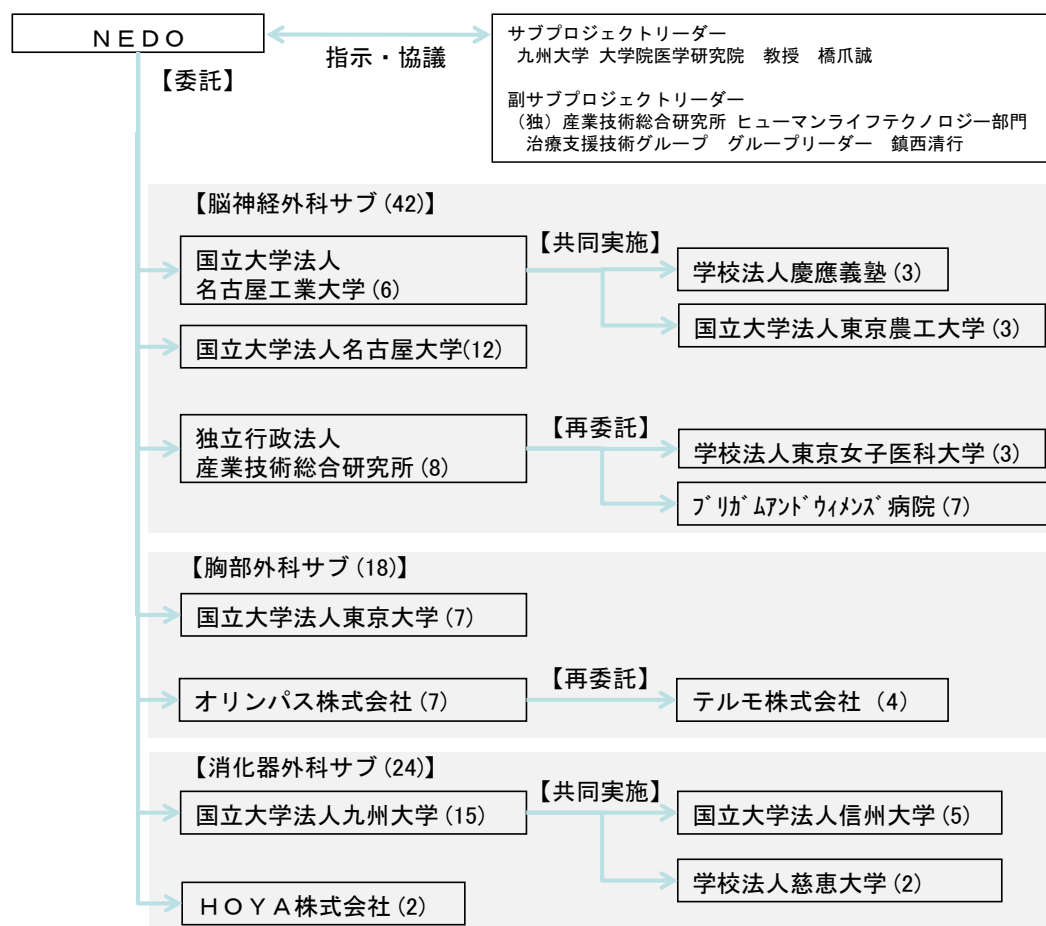 NEDO
指示・協議
【委託】
サブプロジェクトリーダー
九州大学 大学院医学研究院 教授 橋爪誠
副サブプロジェクトリーダー
(独)産業技術総合研究所 ヒューマンライフテクノロジー部門
治療支援技術グループ グループリーダー 鎮西清行
【脳神経外科サブ(42)】
国立大学法人
名古屋工業大学(6)
【共同実施】
学校法人慶應義塾(3)
国立大学法人東京農工大学(3)
国立大学法人名古屋大学(12)
独立行政法人
産業技術総合研究所(8)
【再委託】
学校法人東京女子医科大学(3)
ブリガムアンドウィメンズ病院(7)
【胸部外科サブ(18)】
国立大学法人東京大学(7)
オリンパス株式会社(7)
【再委託】
テルモ株式会社 (4)
【消化器外科サブ(24)】
国立大学法人九州大学(15)
【共同実施】
国立大学法人信州大学(5)
学校法人慈恵大学(2)
HOYA株式会社(2)